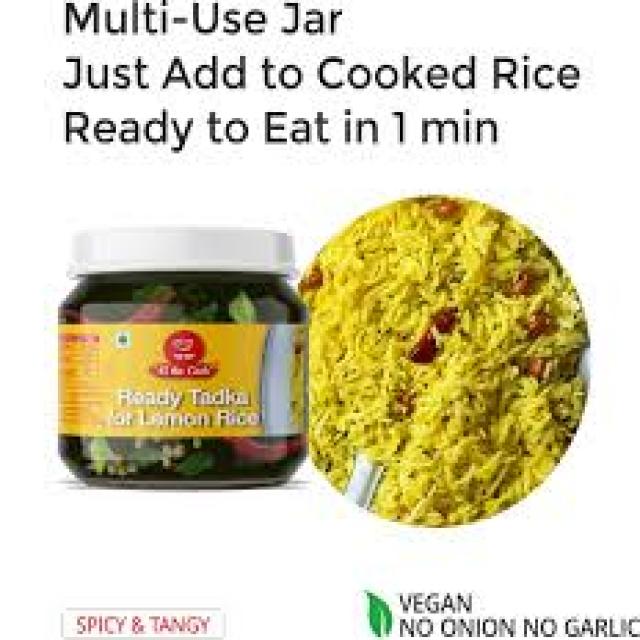 Multi-Use Jar
Just Add to Cooked Rice
Ready to Eat in 1 min
Ready Tadka
for Lemon Rice
SPICY & TANGY
VEGAN
NO ONION NO GARLIC